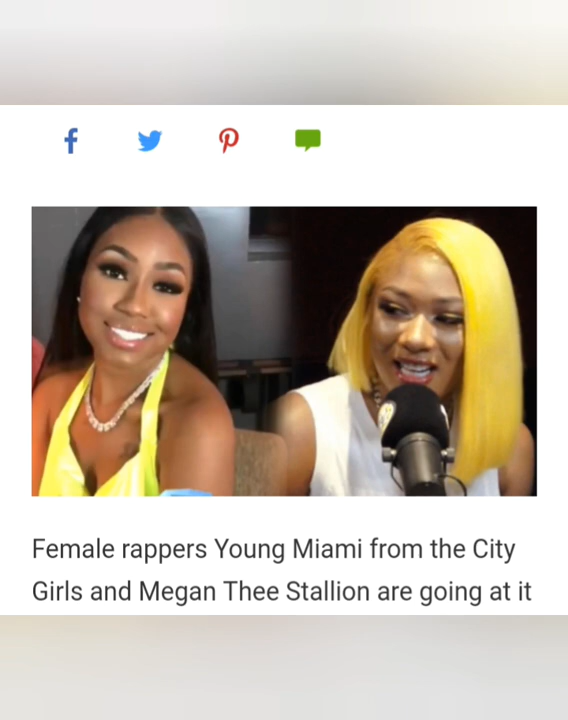 Female rappers Young Miami from the City
Girls and Megan Thee Stallion are going at it